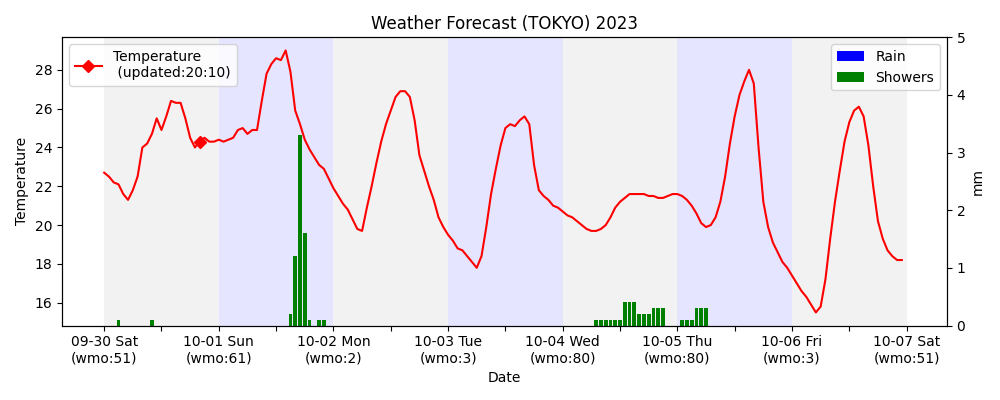 Weather Forecast (TOKYO) 2023
Temperature
(updated:20:10)
Rain
Showers
Temperature
28
26
24
22
20
18
16
5
4
3
2
1
0
mm
09-30 Sat
(wmo:51)
10-01 Sun
(wmo:61)
10-02 Mon
(wmo:2)
10-03 Tue
(wmo:3)
10-04 Wed
(wmo:80)
10-05 Thu
(wmo:80)
10-06 Fri
(wmo:3)
10-07 Sat
(wmo:51)
Date